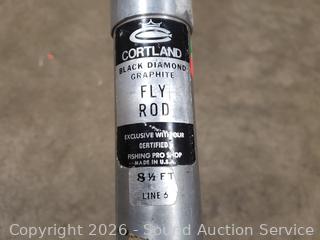 CORTLAND
BLACK DIAMOND
GRAPHITE
FLY
ROD
EXCLUSIVE WITH OUR
CERTIFIED
FISHING PRO SHOP
MADE IN U.S.A.
8½ FT
LINE 6
Copyright 2026 - Sound Auction Service